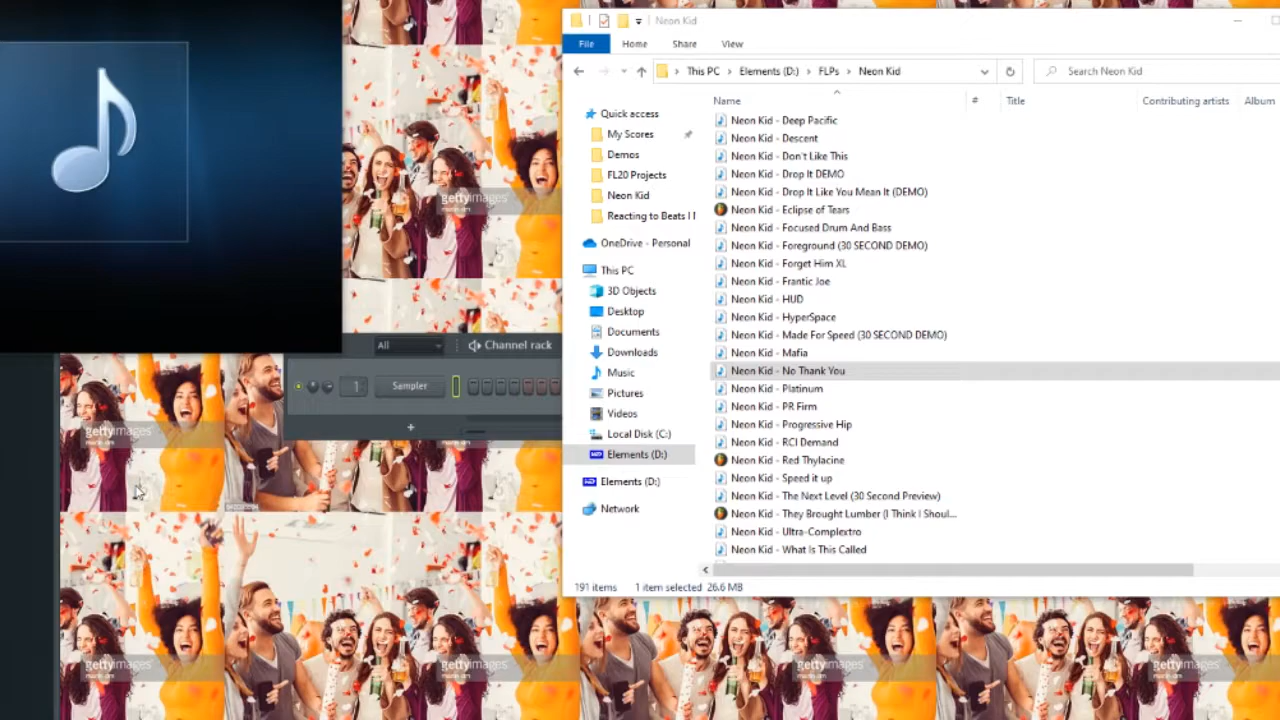 Neon Kid
File Home Share View
This PC > Elements (D:) > FLPs > Neon Kid
Search Neon Kid
Name # Title Contributing artists Album
Quick access
My Scores
Demos
FL20 Projects
Neon Kid
Reacting to Beats I
OneDrive - Personal
This PC
3D Objects
Desktop
Documents
Downloads
Music
Pictures
Videos
Local Disk (C:)
Elements (D:)
Elements (D:)
Network
Neon Kid - Deep Pacific
Neon Kid - Descent
Neon Kid - Don't Like This
Neon Kid - Drop It DEMO
Neon Kid - Drop It Like You Mean It (DEMO)
Neon Kid - Eclipse of Tears
Neon Kid - Focused Drum And Bass
Neon Kid - Foreground (30 SECOND DEMO)
Neon Kid - Forget Him XL
Neon Kid - Frantic Joe
Neon Kid - HUD
Neon Kid - HyperSpace
Neon Kid - Made For Speed (30 SECOND DEMO)
Neon Kid - Mafia
Neon Kid - No Thank You
Neon Kid - Platinum
Neon Kid - PR Firm
Neon Kid - Progressive Hip
Neon Kid - RCI Demand
Neon Kid - Red Thylacine
Neon Kid - Speed it up
Neon Kid - The Next Level (30 Second Preview)
Neon Kid - They Brought Lumber (I Think I Shoul...
Neon Kid - Ultra-Complextro
Neon Kid - What Is This Called
191 items 1 item selected 26.6 MB
All Channel rack
1 Sampler
+
gettyimages
gettyimages
gettyimages
gettyimages
gettyimages
gettyimages